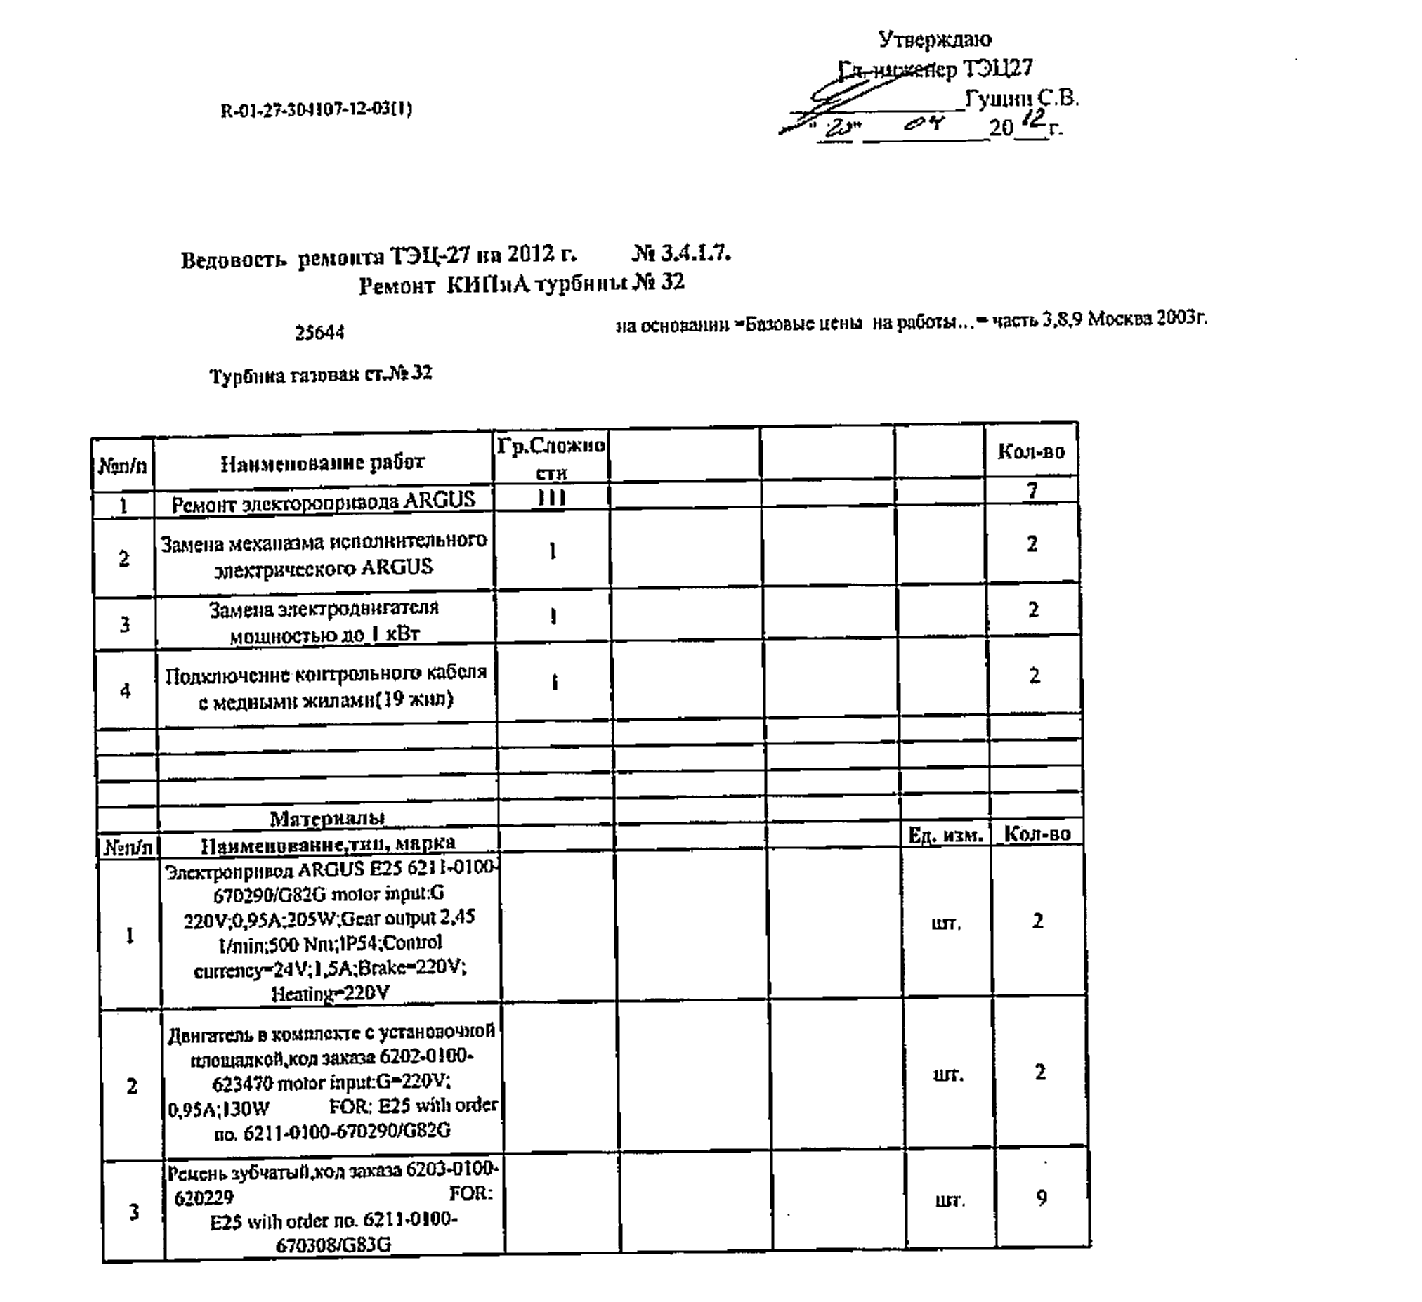 Утверждаю
Гл. инженер ТЭЦ27
Гущин С.В.
R-01-27-304107-12-03(1)
" " 04 2012 г.
Ведовость ремонта ТЭЦ-27 на 2012 г. № 3.4.1.7.
Ремонт КИПиА турбины № 32
25644 на основании "Базовые цены на работы..." часть 3,8,9 Москва 2003г.
Турбина газовая ст.№ 32
№п/п Наименование работ Гр.Сложно Кол-во
сти
1 Ремонт электоропривода ARGUS III 7
Замена механазма исполнительного
2 электрического ARGUS I 2
Замена электродвигателя
3 мощностью до 1 кВт I 2
Подключение контрольного кабеля
4 с медными жилами(19 жил) I 2
Материалы
№п/п Наименование,тип, марка Ед. изм. Кол-во
Электропривод ARGUS E25 6211-0100-
670290/G82G motor input:G
220V;0,95A;205W;Gear output 2,45
1 1/min;500 Nm;IP54;Control шт. 2
currency=24V;1,5A;Brake=220V;
Heating=220V
Двигатель в комплекте с установочной
площадкой,код заказа 6202-0100-
2 623470 motor input:G=220V; шт. 2
0,95A;130W FOR: E25 with order
no. 6211-0100-670290/G82G
Ремень зубчатый,код заказа 6203-0100-
620229 FOR:
3 E25 with order no. 6211-0100- шт. 9
670308/G83G